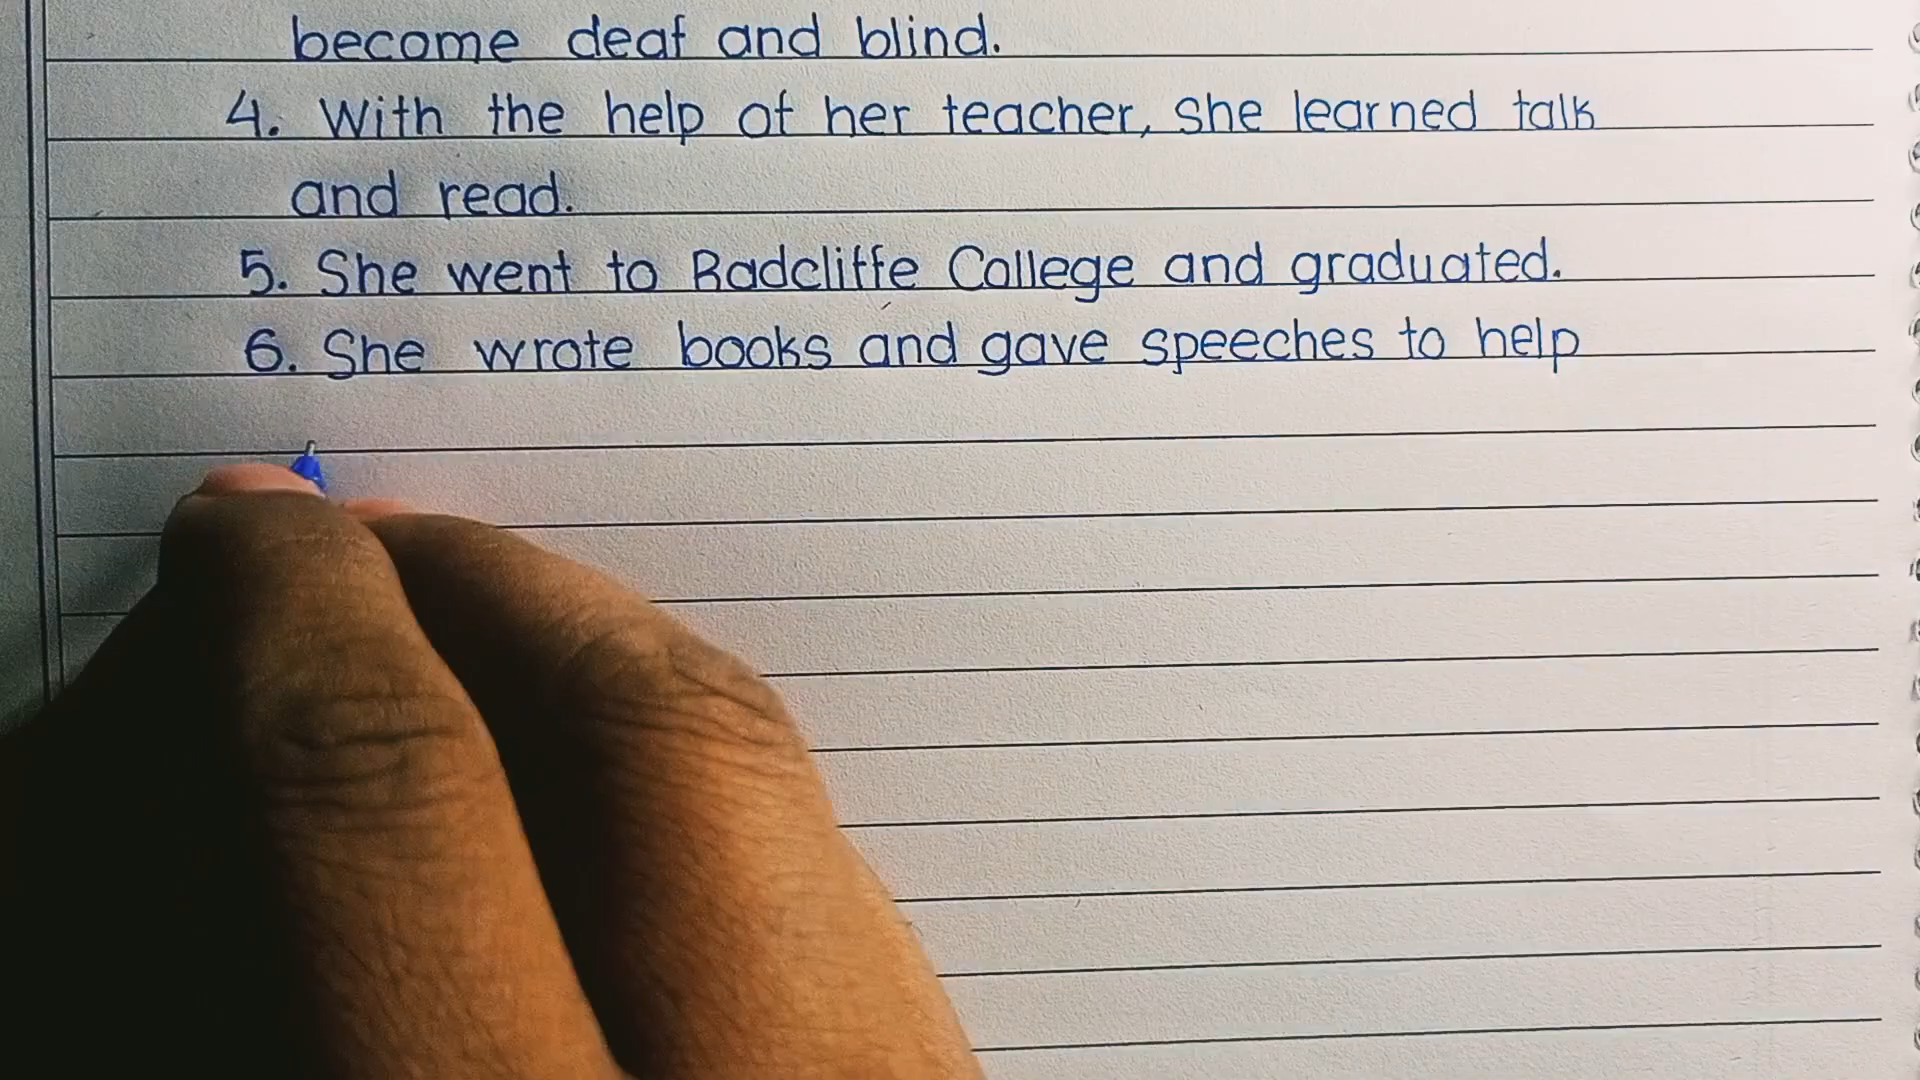 become deaf and blind.
4. With the help of her teacher, she learned talk
and read.
5. She went to Radcliffe College and graduated.
6. She wrote books and gave speeches to help